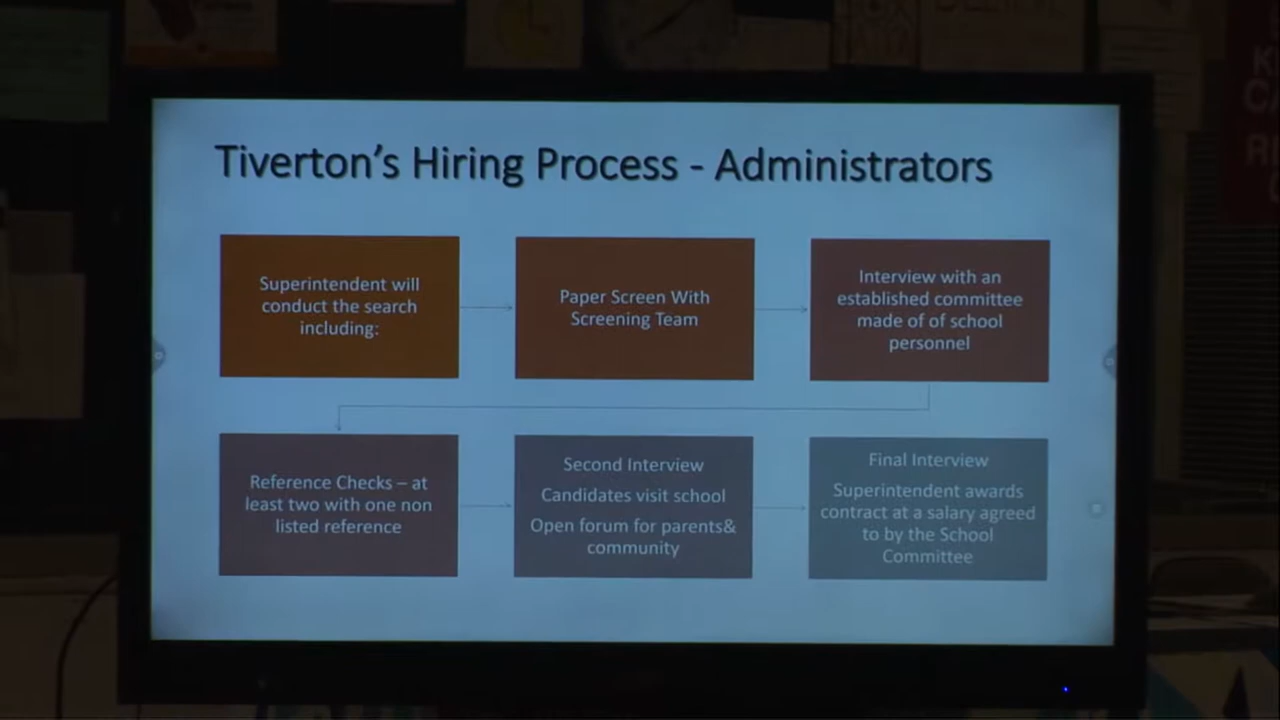 Tiverton's Hiring Process - Administrators
Superintendent will
conduct the search
including:
Paper Screen With
Screening Team
Interview with an
established committee
made of of school
personnel
Reference Checks – at
least two with one non
listed reference
Second Interview
Candidates visit school
Open forum for parents&
community
Final Interview
Superintendent awards
contract at a salary agreed
to by the School
Committee